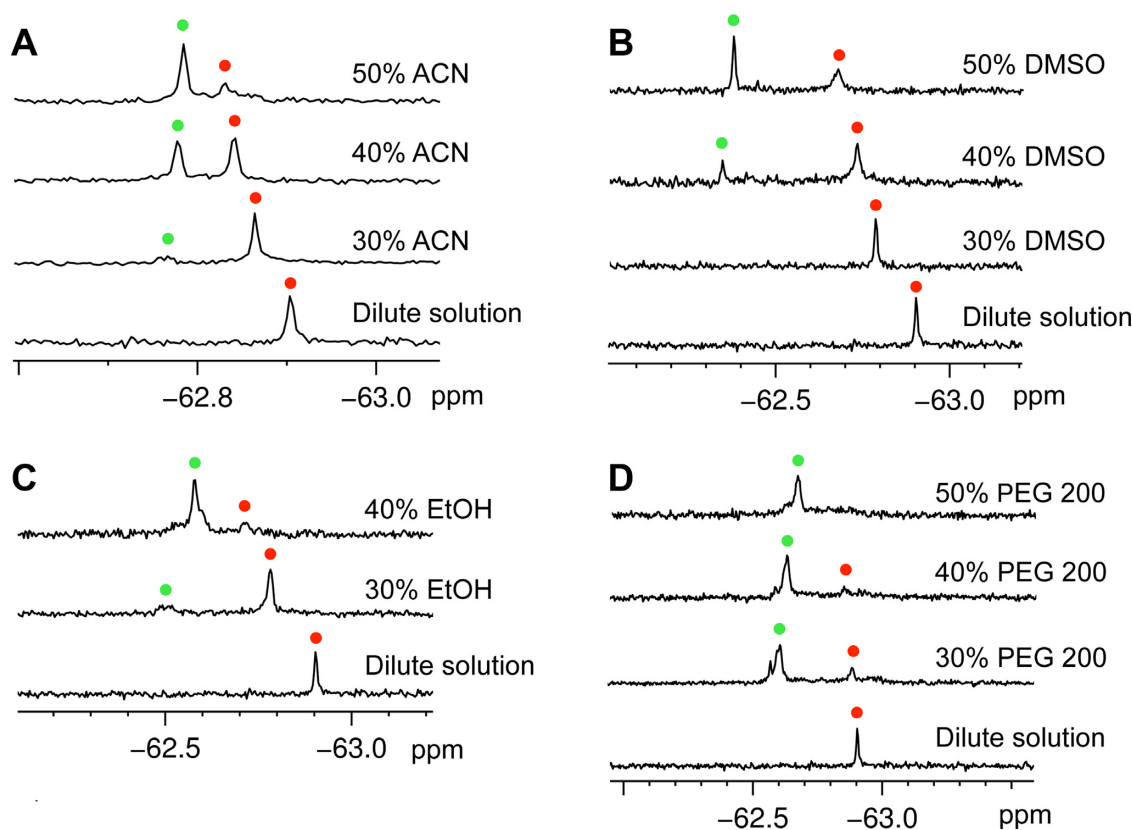 A
50% ACN
40% ACN
30% ACN
Dilute solution
−62.8
−63.0
ppm
B
50% DMSO
40% DMSO
30% DMSO
Dilute solution
−62.5
−63.0
ppm
C
40% EtOH
30% EtOH
Dilute solution
−62.5
−63.0
ppm
D
50% PEG 200
40% PEG 200
30% PEG 200
Dilute solution
−62.5
−63.0
ppm